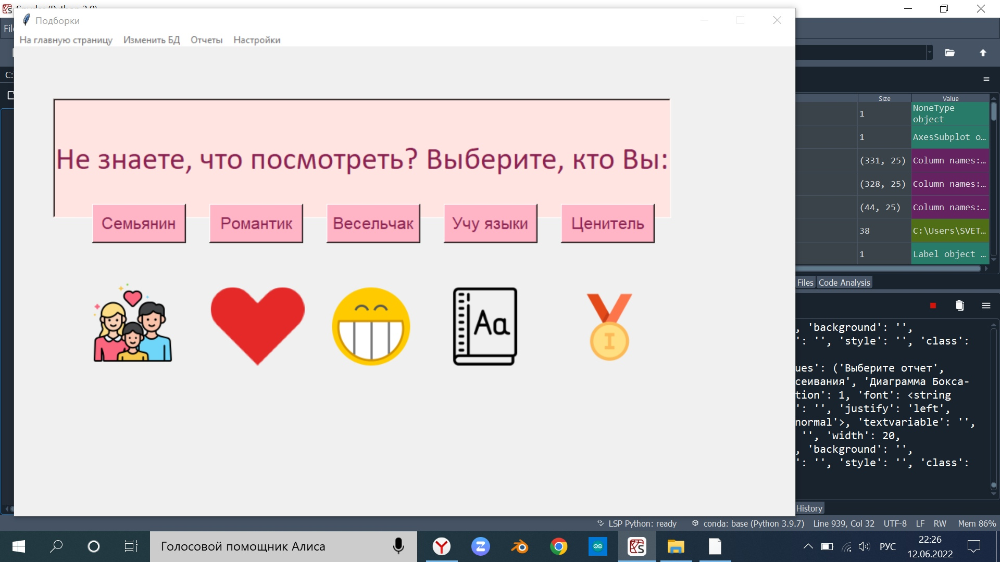 Spyder (Python 3.9)
Подборки
На главную страницу Изменить БД Отчеты Настройки
C:
Не знаете, что посмотреть? Выберите, кто Вы:
Семьянин Романтик Весельчак Учу языки Ценитель
Aa
I
Size Value
1 NoneType object
1 AxesSubplot o…
(331, 25) Column names:…
(328, 25) Column names:…
(44, 25) Column names:…
38 C:\Users\SVET…
1 Label object …
Files Code Analysis
, 'background': '',
': '', 'style': '', 'class':
ues': ('Выберите отчет',
сеивания', 'Диаграмма Бокса-
tion': 1, 'font': <string
': '', 'justify': 'left',
normal'>, 'textvariable': '',
'', 'width': 20,
, 'background': '',
': '', 'style': '', 'class':
History
LSP Python: ready conda: base (Python 3.9.7) Line 939, Col 32 UTF-8 LF RW Mem 86%
Голосовой помощник Алиса
РУС
22:26
12.06.2022